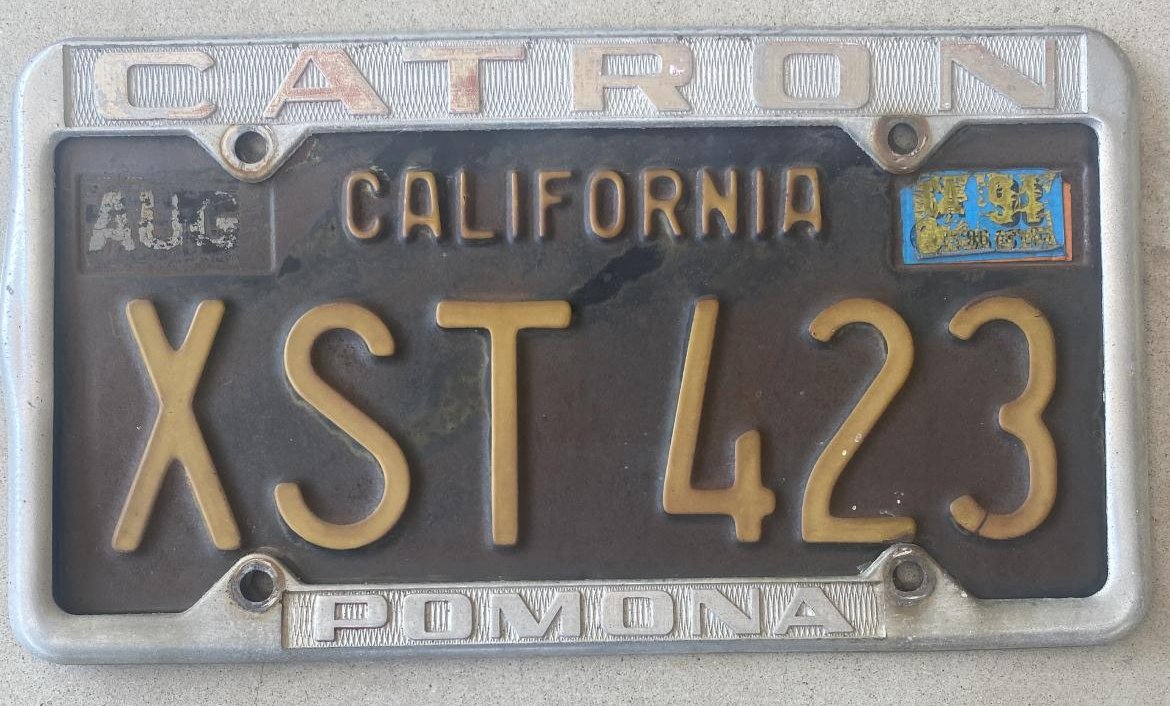 CATRON
AUG
CALIFORNIA
XST 423
POMONA